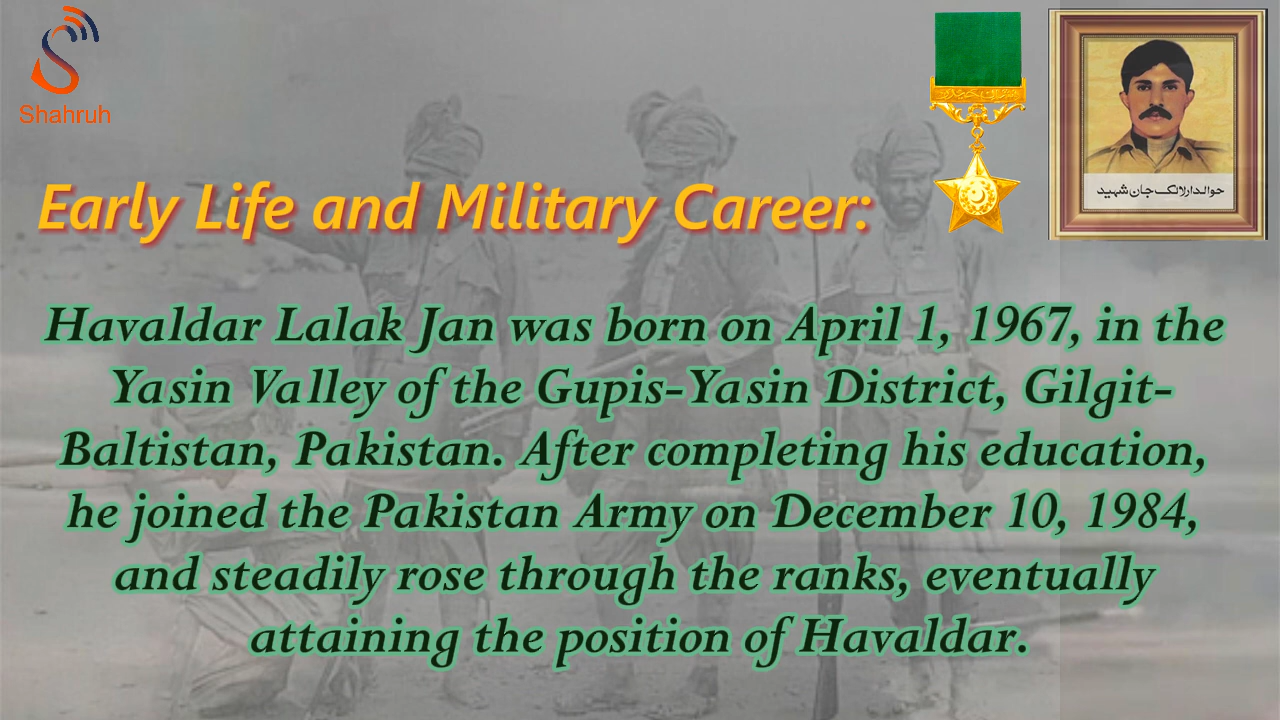 Shahruh
حوالدار لالک جان شہید
Early Life and Military Career:
Havaldar Lalak Jan was born on April 1, 1967, in the
Yasin Valley of the Gupis-Yasin District, Gilgit-
Baltistan, Pakistan. After completing his education,
he joined the Pakistan Army on December 10, 1984,
and steadily rose through the ranks, eventually
attaining the position of Havaldar.